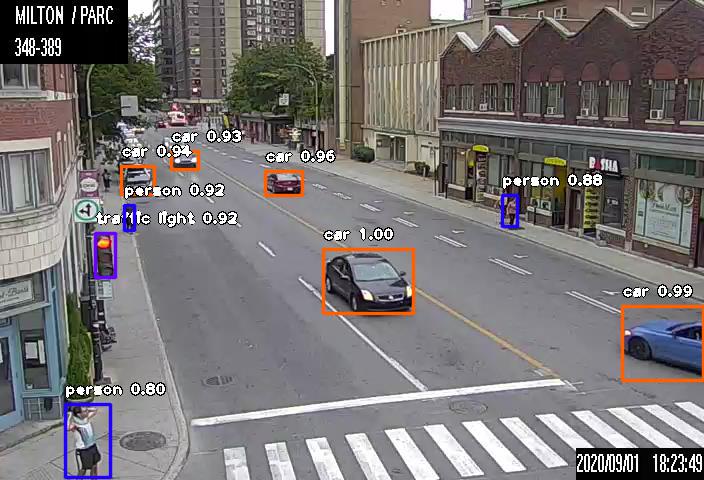 MILTON / PARC
348-389
car 0.93
car 0.94
car 0.96
person 0.92
person 0.88
traffic light 0.92
car 1.00
car 0.99
person 0.80
2020/09/01 18:23:49